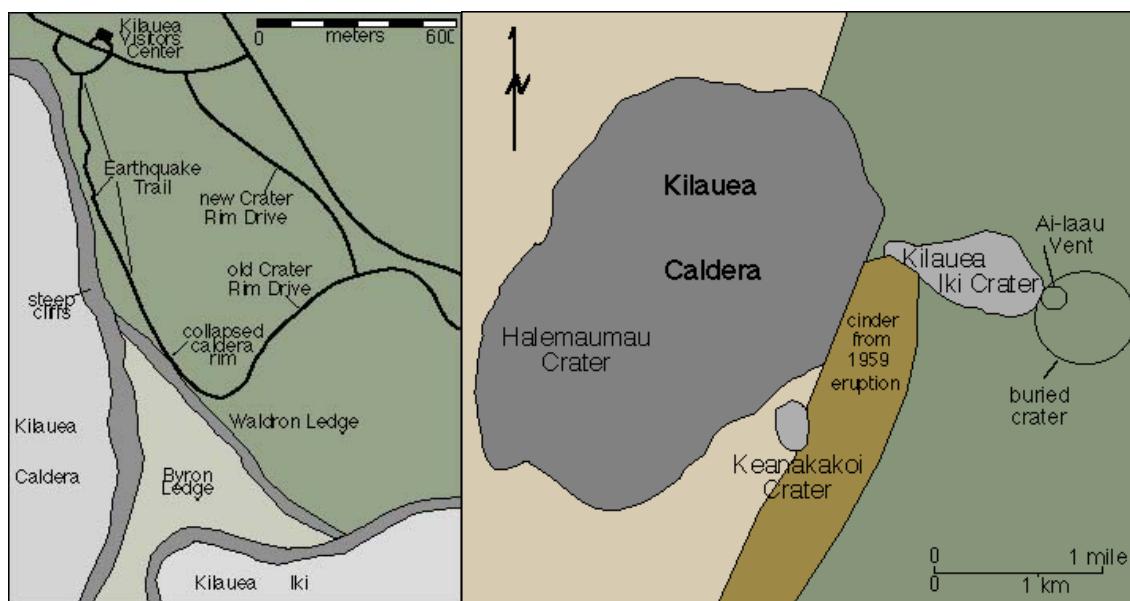 Kilauea
Visitors
Center
0 600
meters
Earthquake
Trail
new Crater
Rim Drive
old Crater
Rim Drive
steep
cliffs
collapsed
caldera
rim
Waldron Ledge
Kilauea
Caldera
Byron
Ledge
Kilauea Iki
N
Kilauea
Caldera
Halemaumau
Crater
Ai-laau
Vent
Kilauea
Iki Crater
cinder
from
1959
eruption
buried
crater
Keanakakoi
Crater
0 1 mile
0 1 km